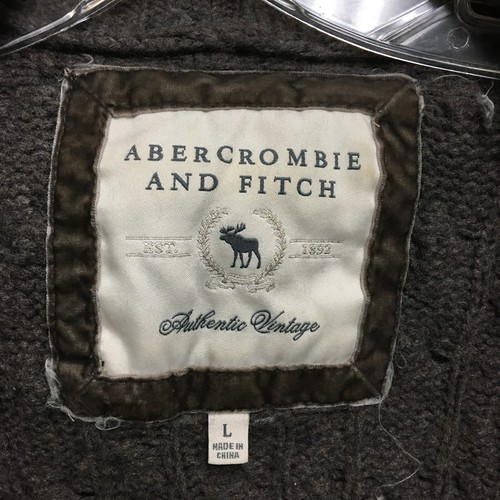 ABERCROMBIE
AND FITCH
EST. 1892
Authentic Vintage
L
MADE IN
CHINA